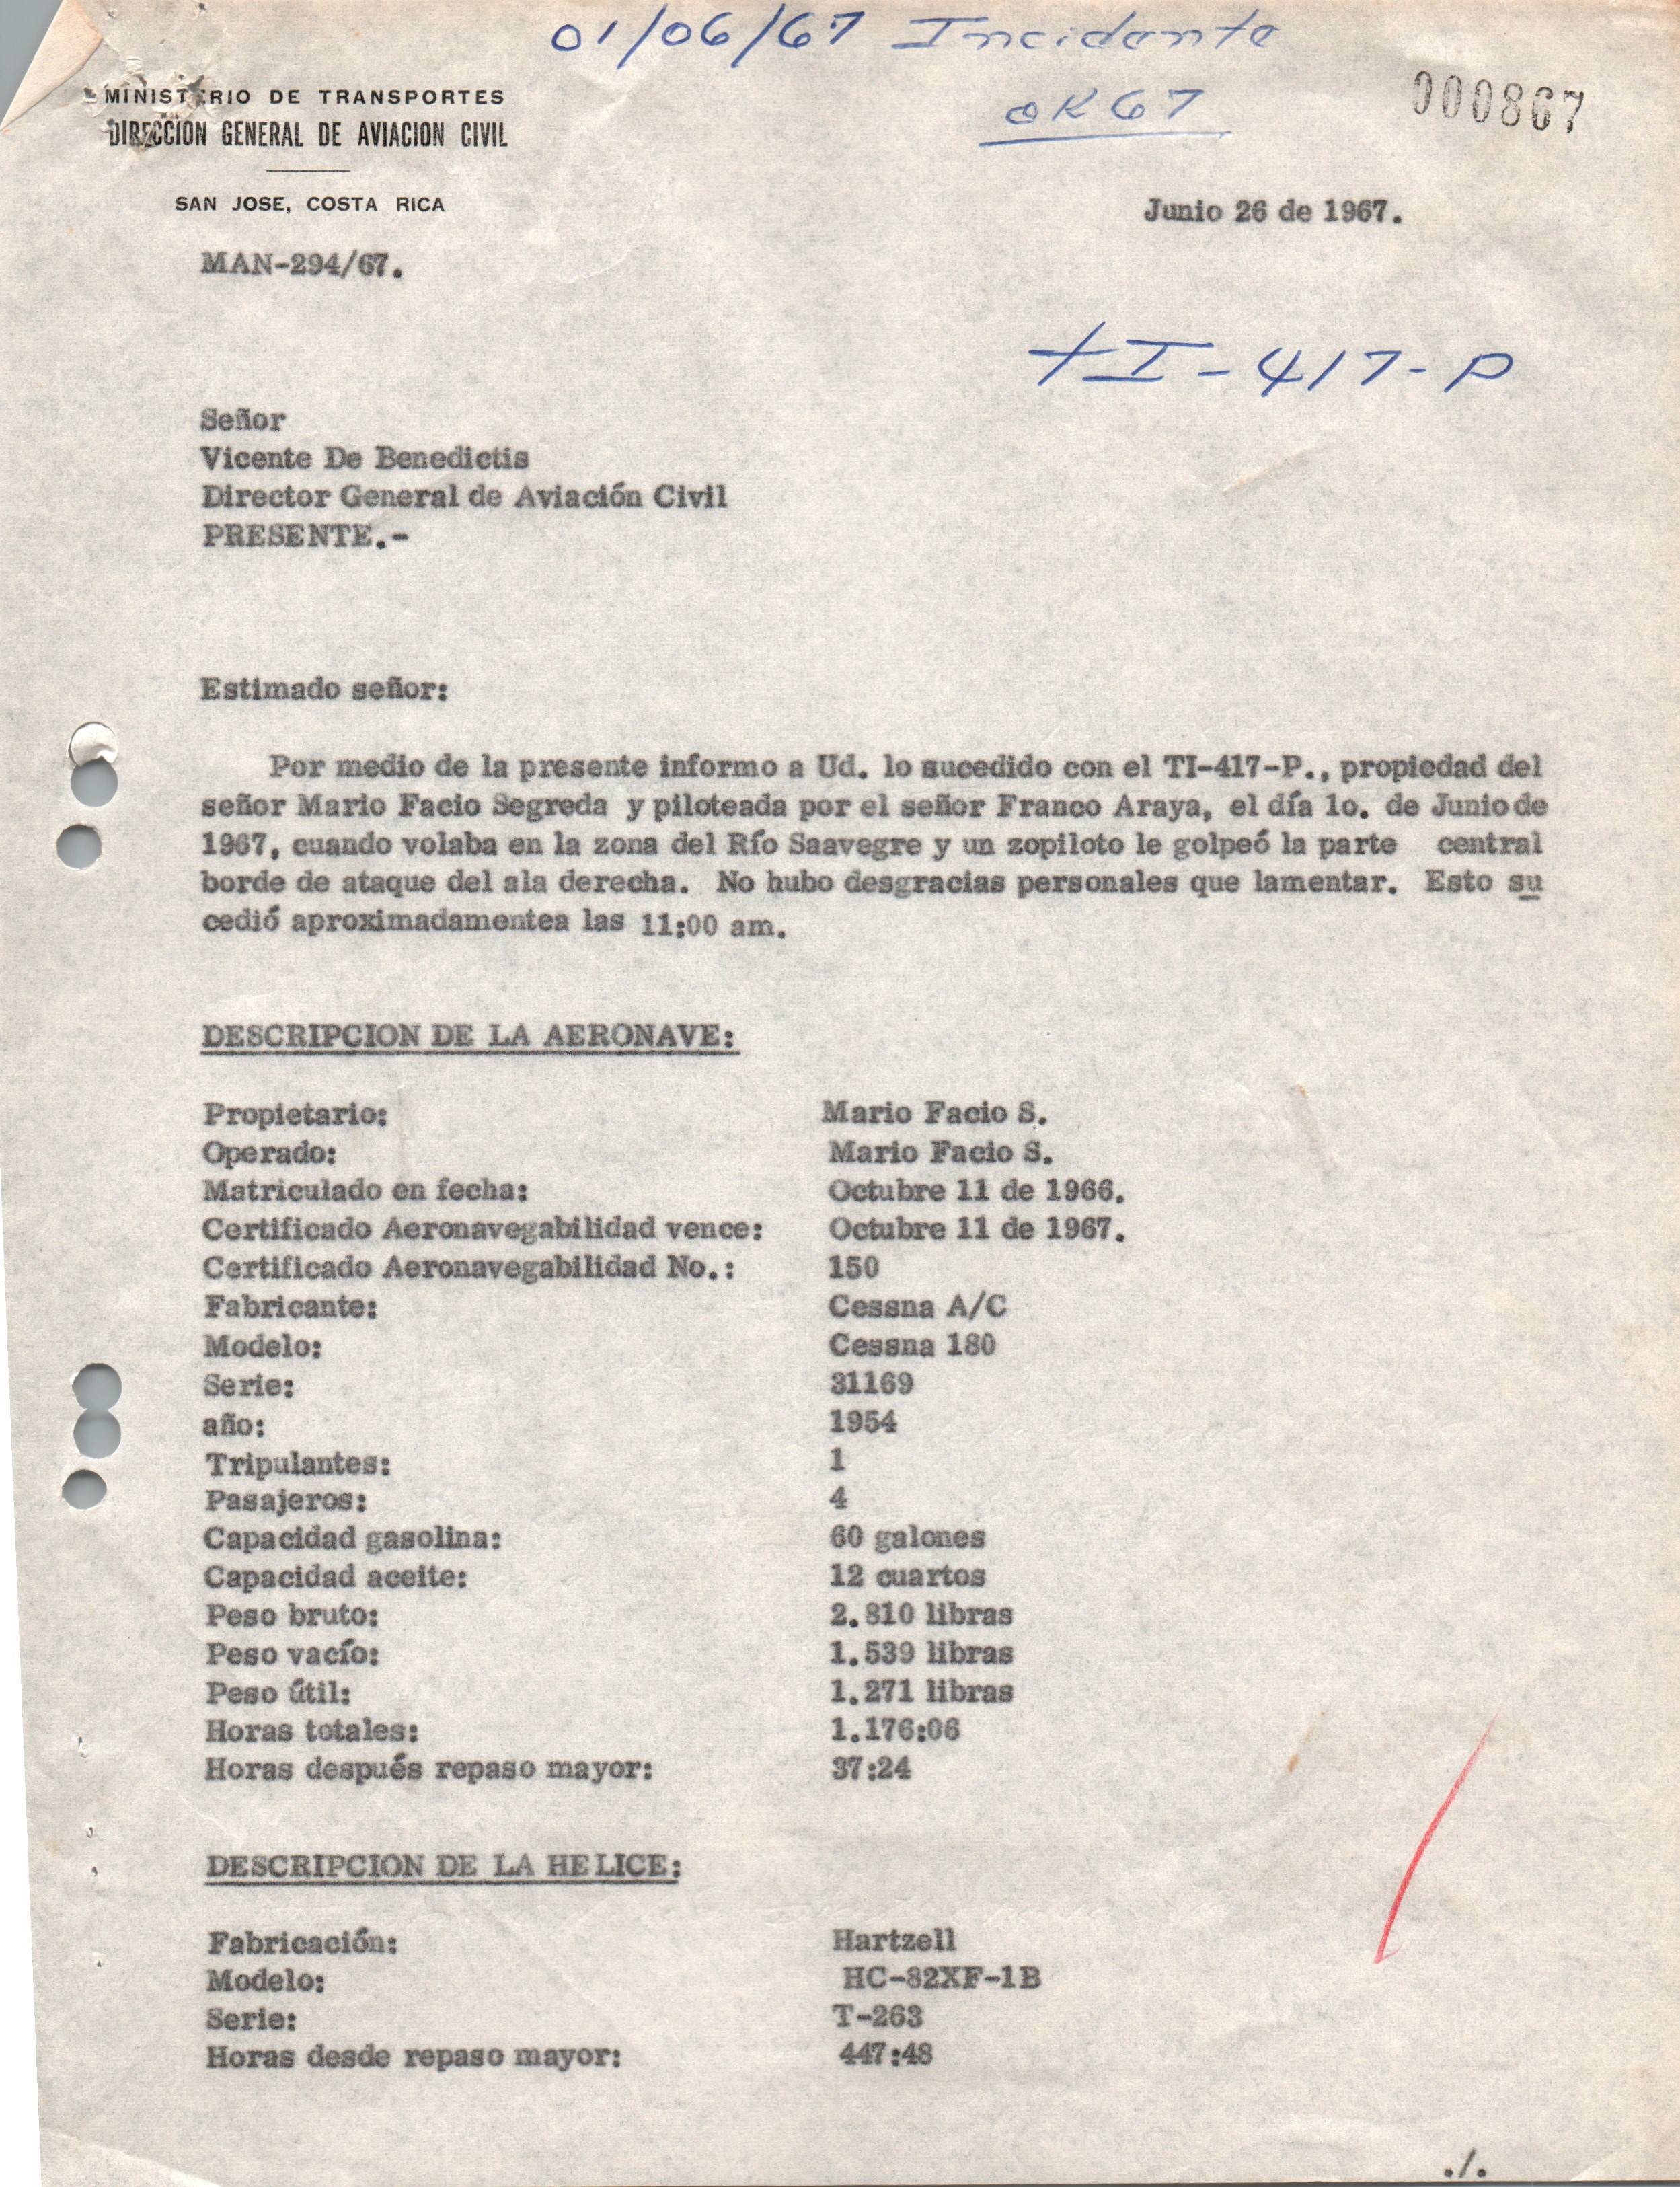 01/06/67 Incidente
OK 67
000867
MINISTERIO DE TRANSPORTES
DIRECCION GENERAL DE AVIACION CIVIL
SAN JOSE, COSTA RICA
Junio 26 de 1967.
MAN-294/67.
TI-417-P
Señor
Vicente De Benedictis
Director General de Aviación Civil
PRESENTE.-
Estimado señor:
Por medio de la presente informo a Ud. lo sucedido con el TI-417-P., propiedad del
señor Mario Facio Segreda y piloteada por el señor Franco Araya, el día 1o. de Junio de
1967, cuando volaba en la zona del Río Saavegre y un zopiloto le golpeó la parte central
borde de ataque del ala derecha. No hubo desgracias personales que lamentar. Esto su
cedió aproximadamentea las 11:00 am.
DESCRIPCION DE LA AERONAVE:
Propietario: Mario Facio S.
Operado: Mario Facio S.
Matriculado en fecha: Octubre 11 de 1966.
Certificado Aeronavegabilidad vence: Octubre 11 de 1967.
Certificado Aeronavegabilidad No.: 150
Fabricante: Cessna A/C
Modelo: Cessna 180
Serie: 31169
año: 1954
Tripulantes: 1
Pasajeros: 4
Capacidad gasolina: 60 galones
Capacidad aceite: 12 cuartos
Peso bruto: 2.810 libras
Peso vacío: 1.539 libras
Peso útil: 1.271 libras
Horas totales: 1.176:06
Horas después repaso mayor: 37:24
DESCRIPCION DE LA HELICE:
Fabricación: Hartzell
Modelo: HC-82XF-1B
Serie: T-263
Horas desde repaso mayor: 447:48
./.